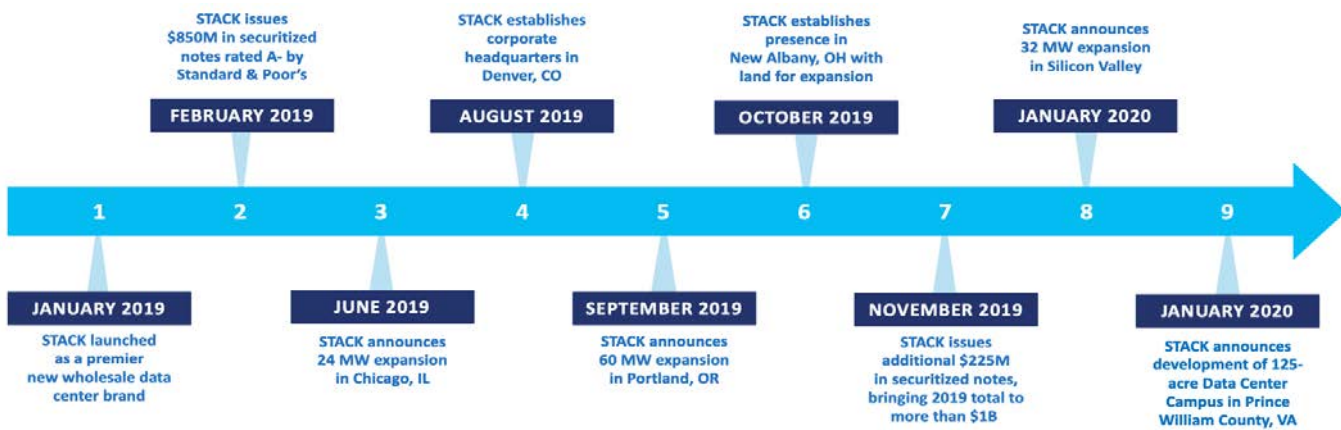 STACK issues
$850M in securitized
notes rated A- by
Standard & Poor's
FEBRUARY 2019
STACK establishes
corporate
headquarters in
Denver, CO
AUGUST 2019
STACK establishes
presence in
New Albany, OH with
land for expansion
OCTOBER 2019
STACK announces
32 MW expansion
in Silicon Valley
JANUARY 2020
1 2 3 4 5 6 7 8 9
JANUARY 2019
STACK launched
as a premier
new wholesale data
center brand
JUNE 2019
STACK announces
24 MW expansion
in Chicago, IL
SEPTEMBER 2019
STACK announces
60 MW expansion
in Portland, OR
NOVEMBER 2019
STACK issues
additional $225M
in securitized notes,
bringing 2019 total to
more than $1B
JANUARY 2020
STACK announces
development of 125-
acre Data Center
Campus in Prince
William County, VA